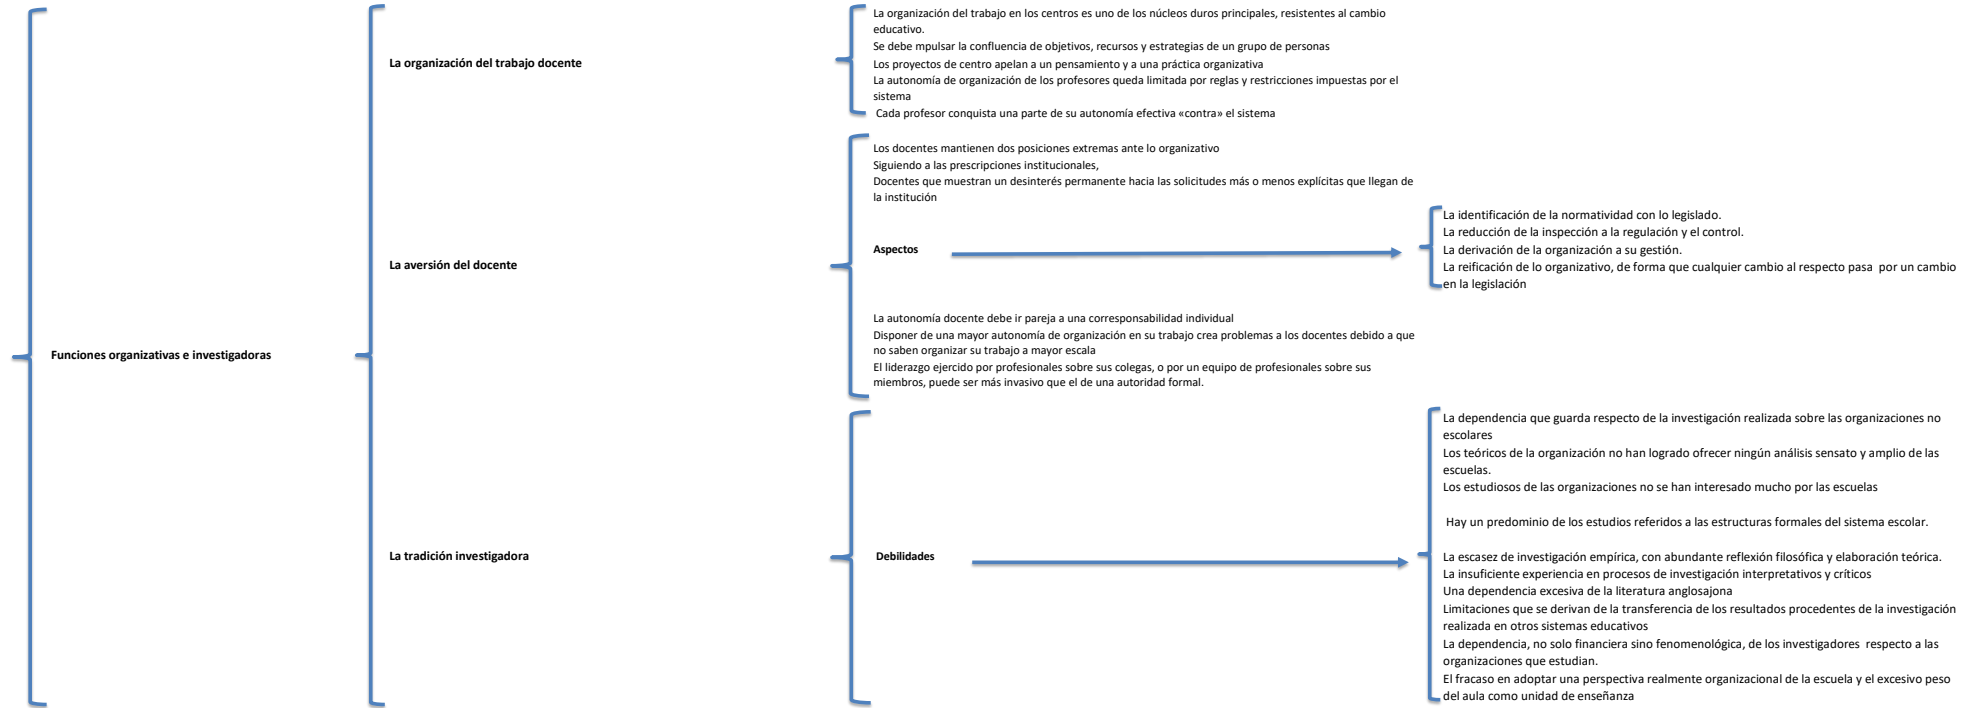 Funciones organizativas e investigadoras
La organización del trabajo docente
La organización del trabajo en los centros es uno de los núcleos duros principales, resistentes al cambio
educativo.
Se debe mpulsar la confluencia de objetivos, recursos y estrategias de un grupo de personas
Los proyectos de centro apelan a un pensamiento y a una práctica organizativa
La autonomía de organización de los profesores queda limitada por reglas y restricciones impuestas por el
sistema
Cada profesor conquista una parte de su autonomía efectiva «contra» el sistema
La aversión del docente
Los docentes mantienen dos posiciones extremas ante lo organizativo
Siguiendo a las prescripciones institucionales,
Docentes que muestran un desinterés permanente hacia las solicitudes más o menos explícitas que llegan de
la institución
Aspectos
La identificación de la normatividad con lo legislado.
La reducción de la inspección a la regulación y el control.
La derivación de la organización a su gestión.
La reificación de lo organizativo, de forma que cualquier cambio al respecto pasa por un cambio
en la legislación
La autonomía docente debe ir pareja a una corresponsabilidad individual
Disponer de una mayor autonomía de organización en su trabajo crea problemas a los docentes debido a que
no saben organizar su trabajo a mayor escala
El liderazgo ejercido por profesionales sobre sus colegas, o por un equipo de profesionales sobre sus
miembros, puede ser más invasivo que el de una autoridad formal.
La tradición investigadora
Debilidades
La dependencia que guarda respecto de la investigación realizada sobre las organizaciones no
escolares
Los teóricos de la organización no han logrado ofrecer ningún análisis sensato y amplio de las
escuelas.
Los estudiosos de las organizaciones no se han interesado mucho por las escuelas
Hay un predominio de los estudios referidos a las estructuras formales del sistema escolar.
La escasez de investigación empírica, con abundante reflexión filosófica y elaboración teórica.
La insuficiente experiencia en procesos de investigación interpretativos y críticos
Una dependencia excesiva de la literatura anglosajona
Limitaciones que se derivan de la transferencia de los resultados procedentes de la investigación
realizada en otros sistemas educativos
La dependencia, no solo financiera sino fenomenológica, de los investigadores respecto a las
organizaciones que estudian.
El fracaso en adoptar una perspectiva realmente organizacional de la escuela y el excesivo peso
del aula como unidad de enseñanza